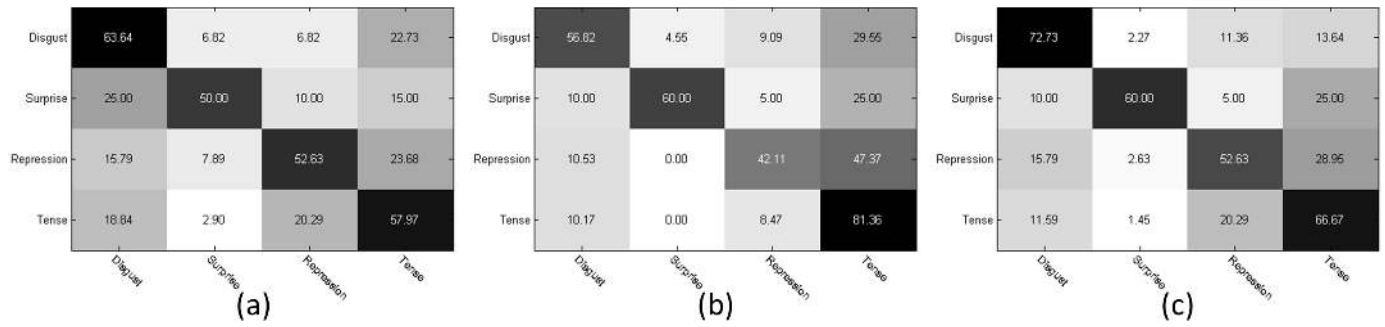 Disgust 63.64 6.82 6.82 22.73
Surprise 25.00 50.00 10.00 15.00
Repression 15.79 7.89 52.63 23.68
Tense 18.84 2.90 20.29 57.97
Disgust Surprise Repression Tense
(a)
Disgust 56.82 4.55 9.09 29.55
Surprise 10.00 60.00 5.00 25.00
Repression 10.53 0.00 42.11 47.37
Tense 10.17 0.00 8.47 81.36
Disgust Surprise Repression Tense
(b)
Disgust 72.73 2.27 11.36 13.64
Surprise 10.00 60.00 5.00 25.00
Repression 15.79 2.63 52.63 28.95
Tense 11.59 1.45 20.29 66.67
Disgust Surprise Repression Tense
(c)